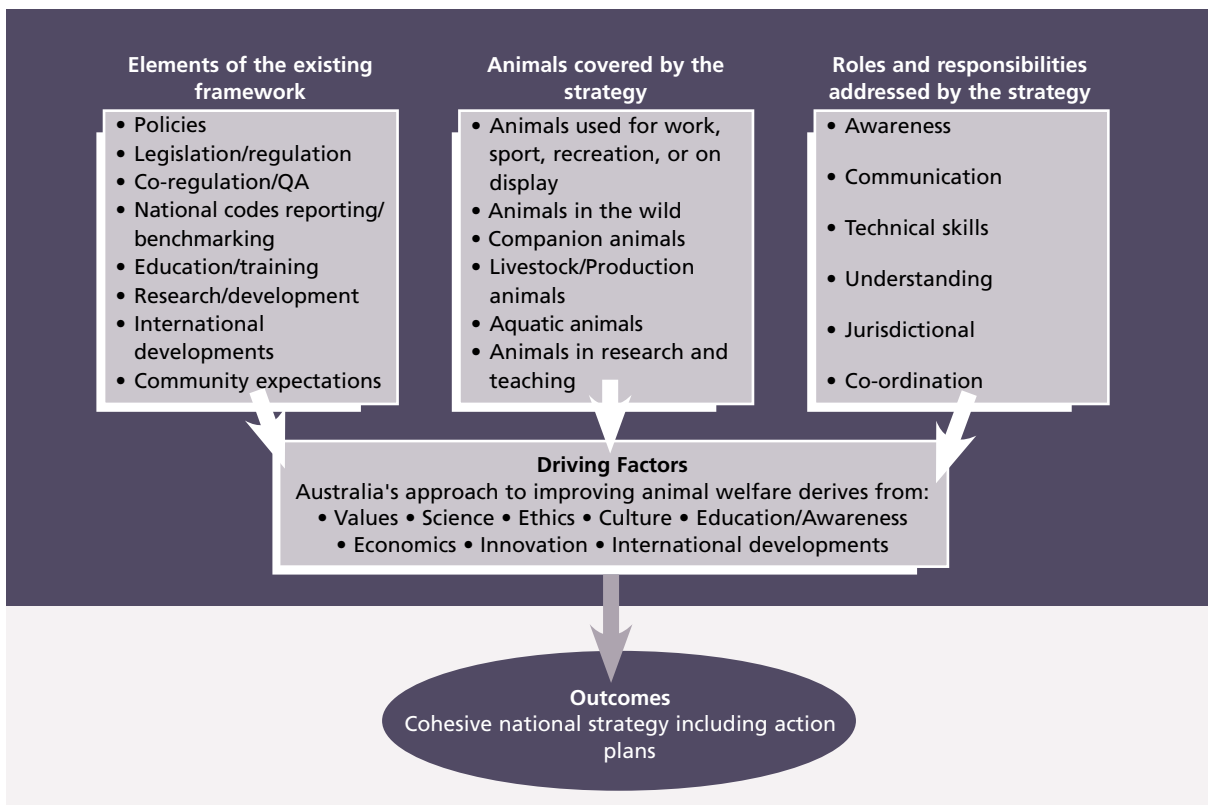 Elements of the existing
framework
• Policies
• Legislation/regulation
• Co-regulation/QA
• National codes reporting/
benchmarking
• Education/training
• Research/development
• International
developments
• Community expectations
Animals covered by the
strategy
• Animals used for work,
sport, recreation, or on
display
• Animals in the wild
• Companion animals
• Livestock/Production
animals
• Aquatic animals
• Animals in research and
teaching
Roles and responsibilities
addressed by the strategy
• Awareness
• Communication
• Technical skills
• Understanding
• Jurisdictional
• Co-ordination
Driving Factors
Australia's approach to improving animal welfare derives from:
• Values • Science • Ethics • Culture • Education/Awareness
• Economics • Innovation • International developments
Outcomes
Cohesive national strategy including action
plans